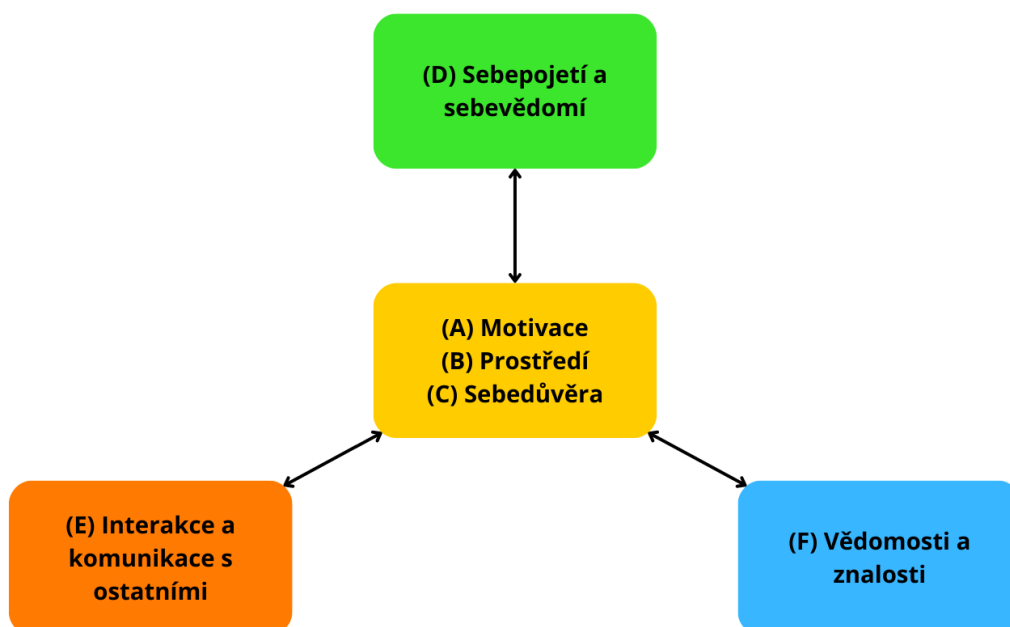 (D) Sebepojetí a
sebevědomí
(A) Motivace
(B) Prostředí
(C) Sebedůvěra
(E) Interakce a
komunikace s
ostatními
(F) Vědomosti a
znalosti